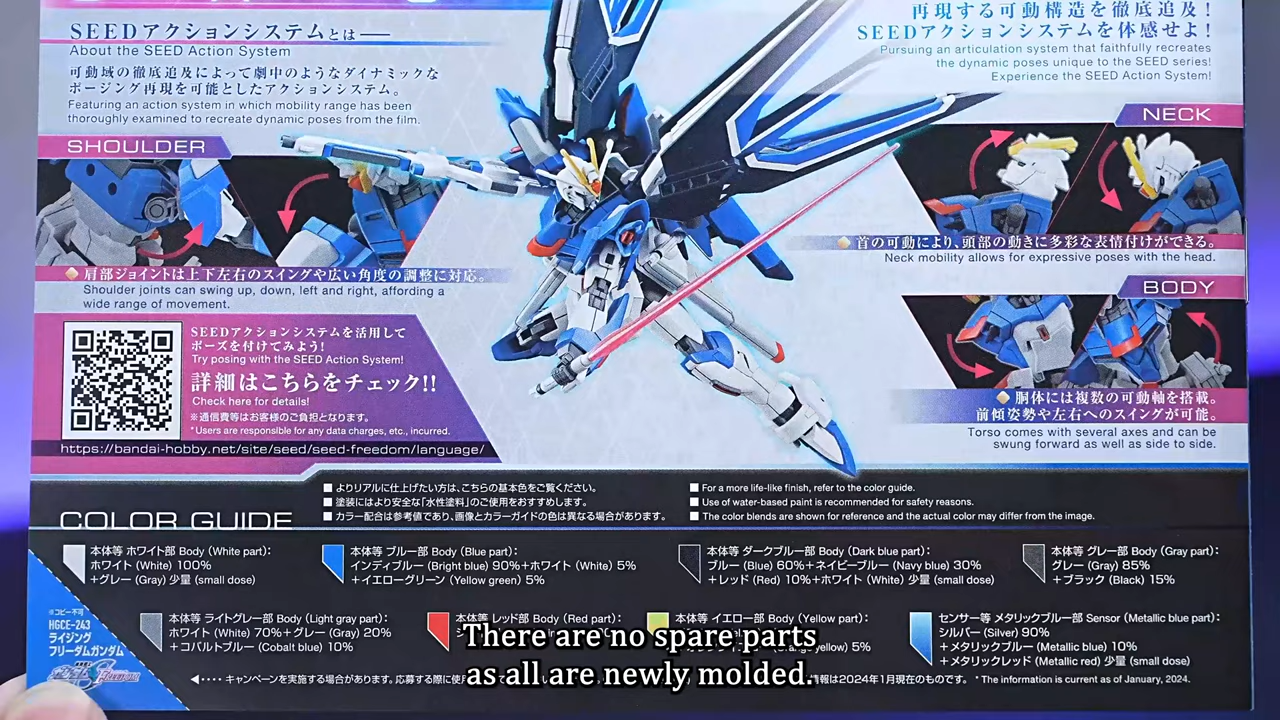 SEEDアクションシステムとは──
About the SEED Action System
可動域の徹底追及によって劇中のようなダイナミックな
ポージング再現を可能としたアクションシステム。
Featuring an action system in which mobility range has been
thoroughly examined to recreate dynamic poses from the film.
再現する可動構造を徹底追及!
SEEDアクションシステムを体感せよ!
Pursuing an articulation system that faithfully recreates
the dynamic poses unique to the SEED series!
Experience the SEED Action System!
SHOULDER
肩部ジョイントは上下左右のスイングや広い角度の調整に対応。
Shoulder joints can swing up, down, left and right, affording a
wide range of movement.
NECK
首の可動により、頭部の動きに多彩な表情付けができる。
Neck mobility allows for expressive poses with the head.
BODY
胴体には複数の可動軸を搭載。
前傾姿勢や左右へのスイングが可能。
Torso comes with several axes and can be
swung forward as well as side to side.
SEEDアクションシステムを活用して
ポーズを付けてみよう!
Try posing with the SEED Action System!
詳細はこちらをチェック!!
Check here for details!
※通信費等はお客様のご負担となります。
*Users are responsible for any data charges, etc., incurred.
https://bandai-hobby.net/site/seed/seed-freedom/language/
COLOR GUIDE
■よりリアルに仕上げたい方は、こちらの基本色をご覧ください。
■塗装にはより安全な「水性塗料」のご使用をおすすめします。
■カラー配合は参考値であり、画像とカラーガイドの色は異なる場合があります。
■For a more life-like finish, refer to the color guide.
■Use of water-based paint is recommended for safety reasons.
■The color blends are shown for reference and the actual color may differ from the image.
本体等 ホワイト部 Body (White part):
ホワイト (White) 100%
+グレー (Gray) 少量 (small dose)
本体等 ブルー部 Body (Blue part):
インディブルー (Bright blue) 90%+ホワイト (White) 5%
+イエローグリーン (Yellow green) 5%
本体等 ダークブルー部 Body (Dark blue part):
ブルー (Blue) 60%+ネイビーブルー (Navy blue) 30%
+レッド (Red) 10%+ホワイト (White) 少量 (small dose)
本体等 グレー部 Body (Gray part):
グレー (Gray) 85%
+ブラック (Black) 15%
本体等 ライトグレー部 Body (Light gray part):
ホワイト (White) 70%+グレー (Gray) 20%
+コバルトブルー (Cobalt blue) 10%
本体等 レッド部 Body (Red part):
本体等 イエロー部 Body (Yellow part):
yellow) 5%
センサー等 メタリックブルー部 Sensor (Metallic blue part):
シルバー (Silver) 90%
+メタリックブルー (Metallic blue) 10%
+メタリックレッド (Metallic red) 少量 (small dose)
※コピー不可
HGCE-243
ライジング
フリーダムガンダム
キャンペーンを実施する場合があります。応募する際に使
情報は2024年1月現在のものです。 * The information is current as of January, 2024.
There are no spare parts
as all are newly molded.